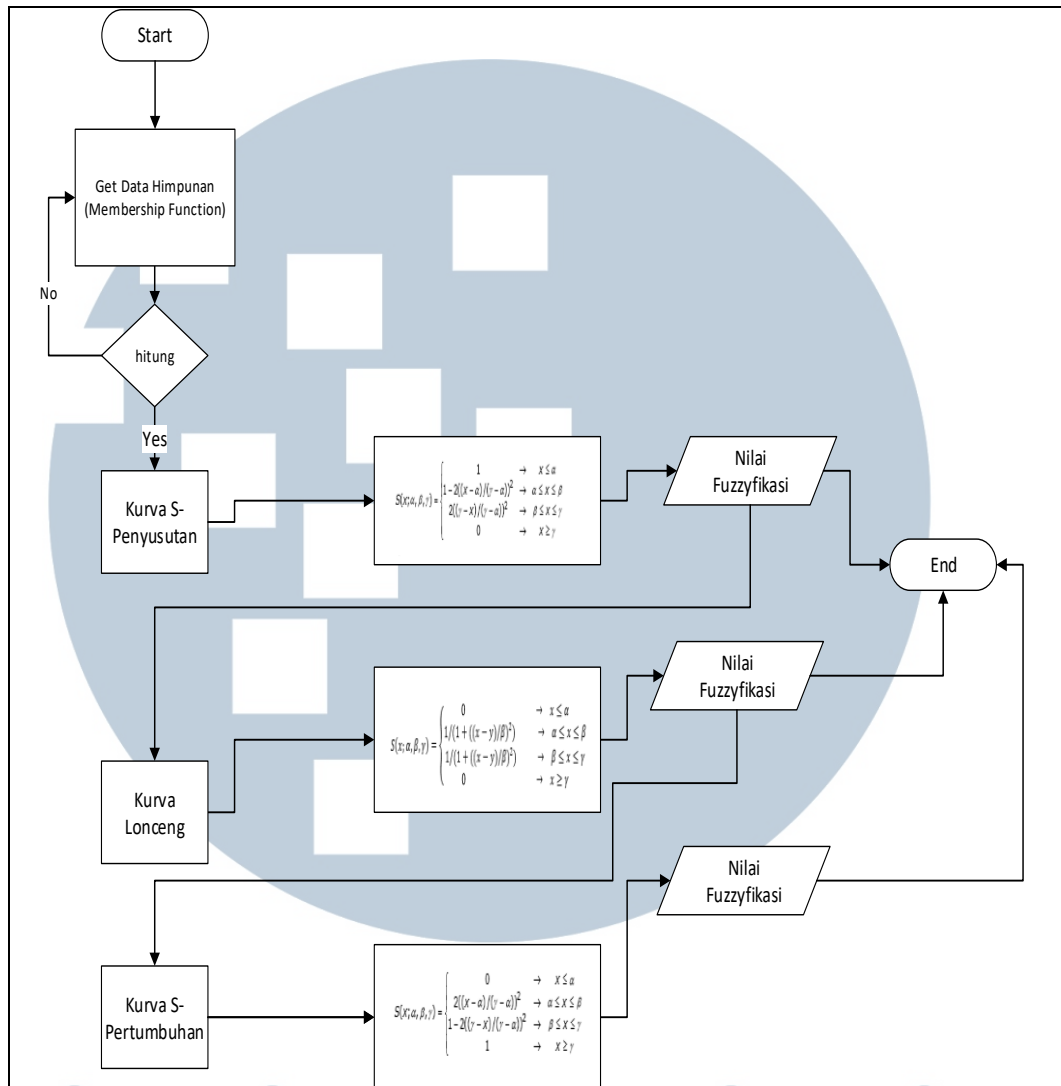 Start
Get Data Himpunan
(Membership Function)
No
hitung
Yes
Kurva S-
Penyusutan
S(x;α,β,γ) = {
1 → x ≤ α
1−2((x−α)/(γ−α))² → α ≤ x ≤ β
2((γ−x)/(γ−α))² → β ≤ x ≤ γ
0 → x ≥ γ
Nilai
Fuzzyfikasi
End
Kurva
Lonceng
S(x;α,β,γ) = {
0 → x ≤ α
1/(1+((x−γ)/β)²) → α ≤ x ≤ β
1/(1+((x−γ)/β)²) → β ≤ x ≤ γ
0 → x ≥ γ
Nilai
Fuzzyfikasi
Kurva S-
Pertumbuhan
S(x;α,β,γ) = {
0 → x ≤ α
2((x−α)/(γ−α))² → α ≤ x ≤ β
1−2((γ−x)/(γ−α))² → β ≤ x ≤ γ
1 → x ≥ γ
Nilai
Fuzzyfikasi